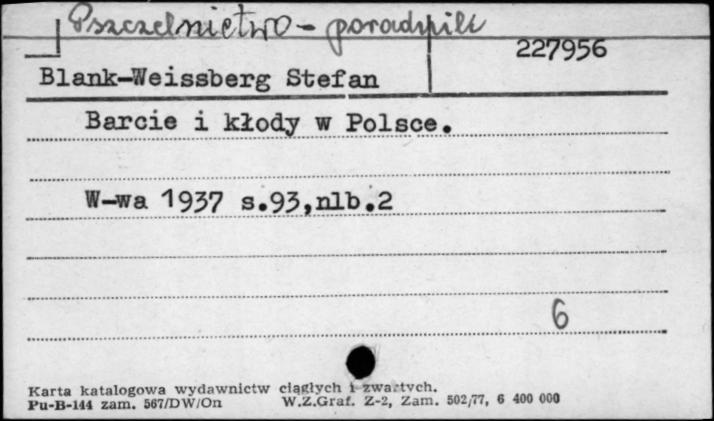 Pszczelnictwo - poradniki
227956
Blank-Weissberg Stefan
Barcie i kłody w Polsce.
W-wa 1937 s.93,nlb.2
6
Karta katalogowa wydawnictw ciągłych i zwartych.
Pu-B-144 zam. 567/DW/On W.Z.Graf. Z-2, Zam. 502/77, 6 400 000